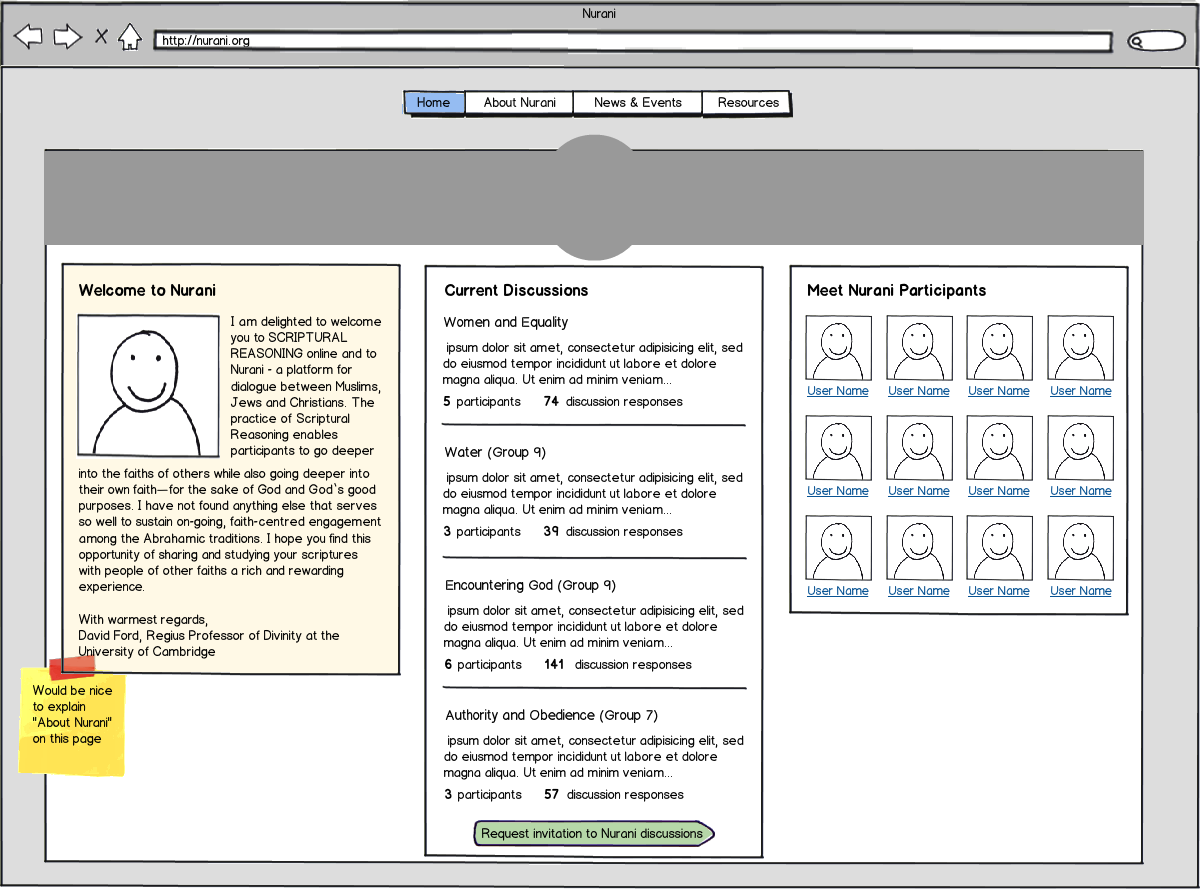 Nurani
http://nurani.org
Home About Nurani News & Events Resources
Welcome to Nurani
I am delighted to welcome
you to SCRIPTURAL
REASONING online and to
Nurani - a platform for
dialogue between Muslims,
Jews and Christians. The
practice of Scriptural
Reasoning enables
participants to go deeper
into the faiths of others while also going deeper into
their own faith—for the sake of God and God`s good
purposes. I have not found anything else that serves
so well to sustain on-going, faith-centred engagement
among the Abrahamic traditions. I hope you find this
opportunity of sharing and studying your scriptures
with people of other faiths a rich and rewarding
experience.
With warmest regards,
David Ford, Regius Professor of Divinity at the
University of Cambridge
Would be nice
to explain
"About Nurani"
on this page
Current Discussions
Women and Equality
ipsum dolor sit amet, consectetur adipisicing elit, sed
do eiusmod tempor incididunt ut labore et dolore
magna aliqua. Ut enim ad minim veniam...
5 participants 74 discussion responses
Water (Group 9)
ipsum dolor sit amet, consectetur adipisicing elit, sed
do eiusmod tempor incididunt ut labore et dolore
magna aliqua. Ut enim ad minim veniam...
3 participants 39 discussion responses
Encountering God (Group 9)
ipsum dolor sit amet, consectetur adipisicing elit, sed
do eiusmod tempor incididunt ut labore et dolore
magna aliqua. Ut enim ad minim veniam...
6 participants 141 discussion responses
Authority and Obedience (Group 7)
ipsum dolor sit amet, consectetur adipisicing elit, sed
do eiusmod tempor incididunt ut labore et dolore
magna aliqua. Ut enim ad minim veniam...
3 participants 57 discussion responses
Request invitation to Nurani discussions
Meet Nurani Participants
User Name User Name User Name User Name
User Name User Name User Name User Name
User Name User Name User Name User Name